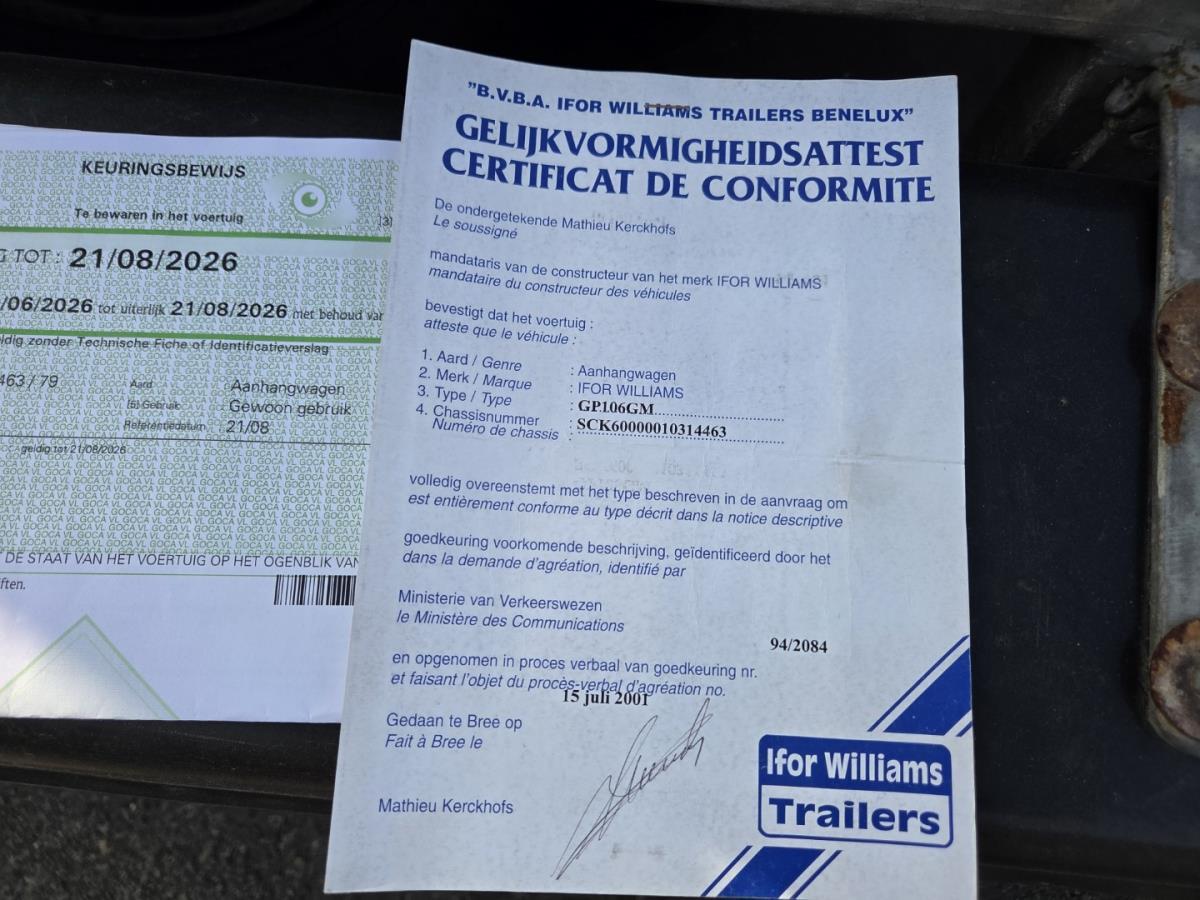 KEURINGSBEWIJS
Te bewaren in het voertuig
[3]
G TOT : 21/08/2026
/06/2026 tot uiterlijk 21/08/2026 met behoud van
ldig zonder Technische Fiche of Identificatieverslag
463 / 79
Aard : Aanhangwagen
[5] Gebruik : Gewoon gebruik
Referentiedatum : 21/08
geldig tot 21/08/2026
DE STAAT VAN HET VOERTUIG OP HET OGENBLIK VAN
ften.
"B.V.B.A. IFOR WILLIAMS TRAILERS BENELUX"
GELIJKVORMIGHEIDSATTEST
CERTIFICAT DE CONFORMITE
De ondergetekende Mathieu Kerckhofs
Le soussigné
mandataris van de constructeur van het merk IFOR WILLIAMS
mandataire du constructeur des véhicules
bevestigt dat het voertuig :
atteste que le véhicule :
1. Aard / Genre : Aanhangwagen
2. Merk / Marque : IFOR WILLIAMS
3. Type / Type : GP106GM
4. Chassisnummer : SCK60000010314463
Numéro de chassis :
volledig overeenstemt met het type beschreven in de aanvraag om
est entièrement conforme au type décrit dans la notice descriptive
goedkeuring voorkomende beschrijving, geïdentificeerd door het
dans la demande d'agréation, identifié par
Ministerie van Verkeerswezen
le Ministère des Communications
94/2084
en opgenomen in proces verbaal van goedkeuring nr.
et faisant l'objet du procès-verbal d'agréation no.
15 juli 2001
Gedaan te Bree op
Fait à Bree le
Mathieu Kerckhofs
Ifor Williams
Trailers